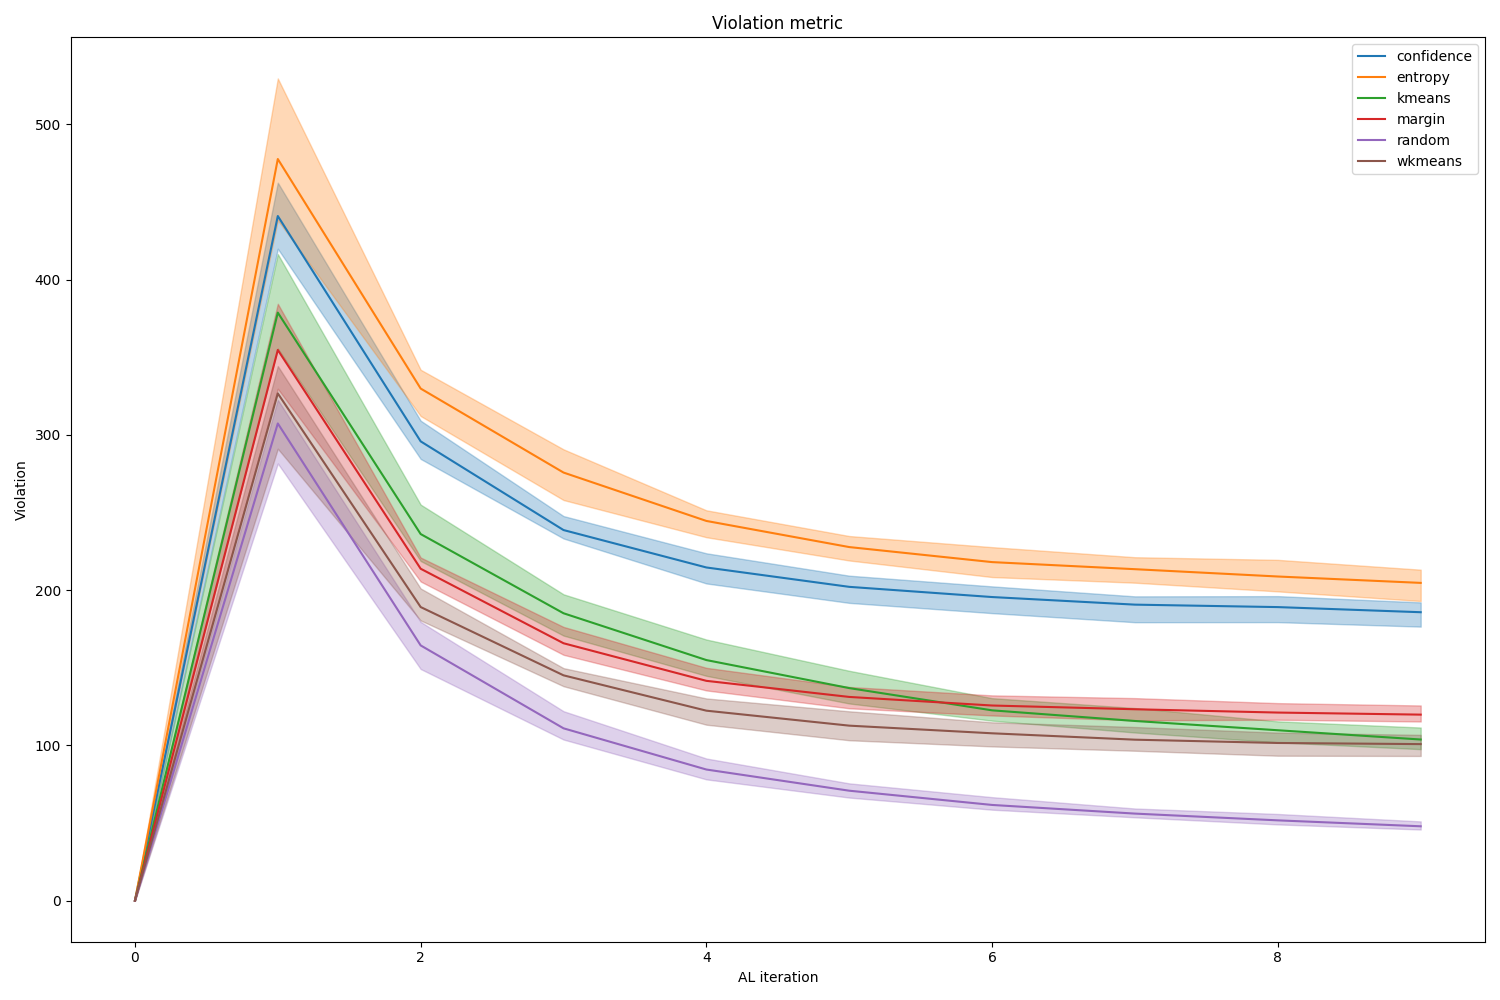 Violation metric
confidence
entropy
kmeans
margin
random
wkmeans
500
400
300
200
100
0
Violation
0 2 4 6 8
AL iteration